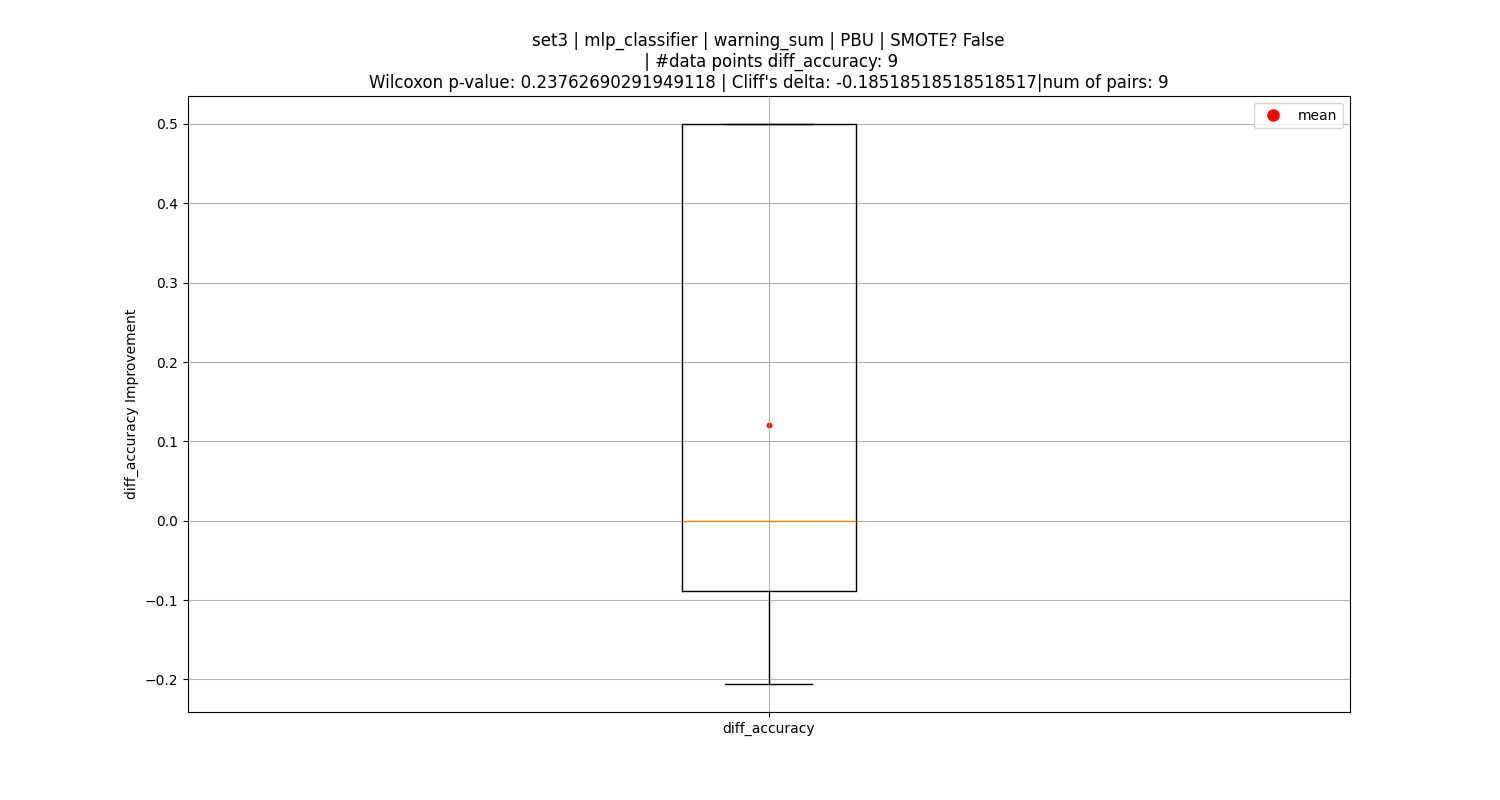 set3 | mlp_classifier | warning_sum | PBU | SMOTE? False
| #data points diff_accuracy: 9
Wilcoxon p-value: 0.23762690291949118 | Cliff's delta: -0.18518518518518517|num of pairs: 9
mean
0.5
0.4
0.3
0.2
0.1
0.0
−0.1
−0.2
diff_accuracy Improvement
diff_accuracy